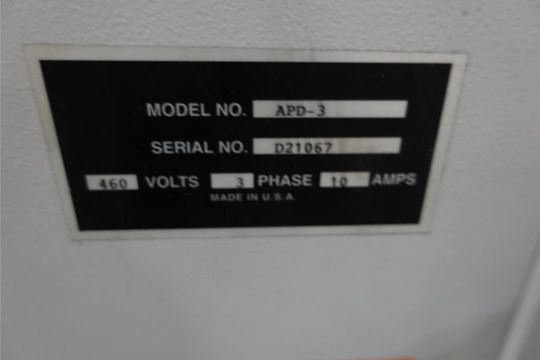 MODEL NO. APD-3
SERIAL NO. D21067
460 VOLTS 3 PHASE 10 AMPS
MADE IN U.S.A.